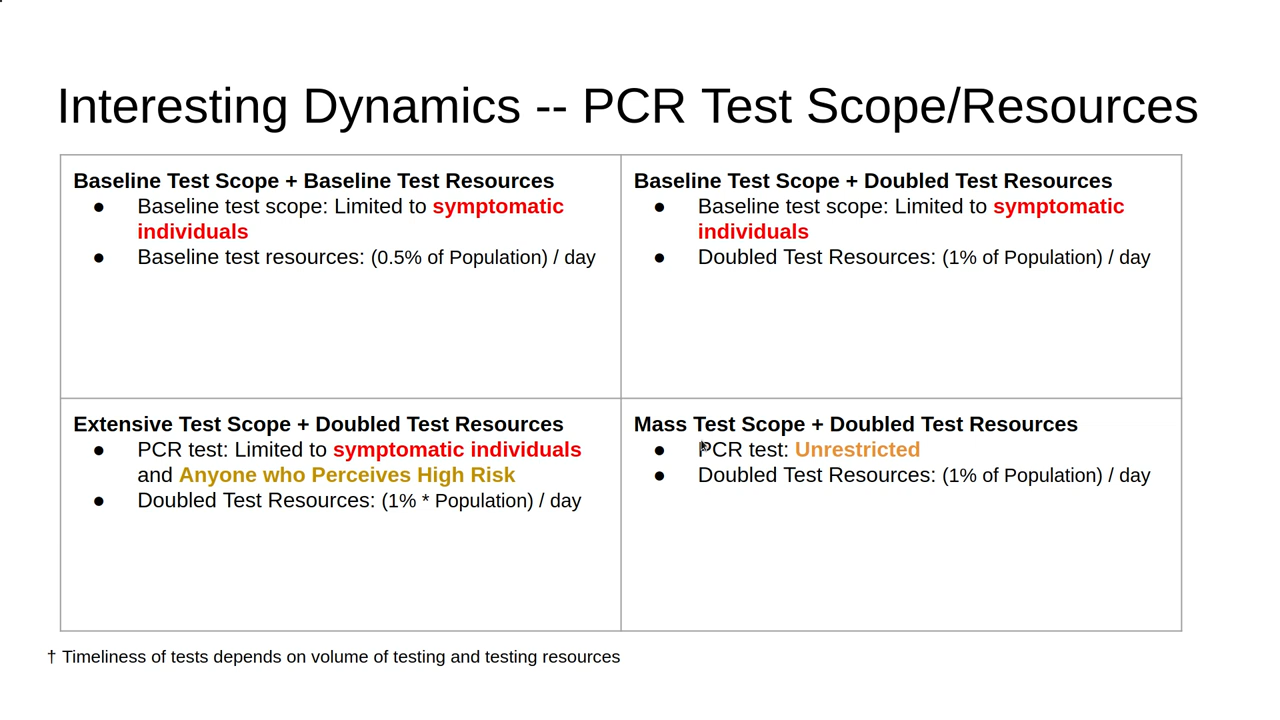 Interesting Dynamics -- PCR Test Scope/Resources
Baseline Test Scope + Baseline Test Resources
● Baseline test scope: Limited to symptomatic
individuals
● Baseline test resources: (0.5% of Population) / day
Baseline Test Scope + Doubled Test Resources
● Baseline test scope: Limited to symptomatic
individuals
● Doubled Test Resources: (1% of Population) / day
Extensive Test Scope + Doubled Test Resources
● PCR test: Limited to symptomatic individuals
and Anyone who Perceives High Risk
● Doubled Test Resources: (1% * Population) / day
Mass Test Scope + Doubled Test Resources
● PCR test: Unrestricted
● Doubled Test Resources: (1% of Population) / day
† Timeliness of tests depends on volume of testing and testing resources